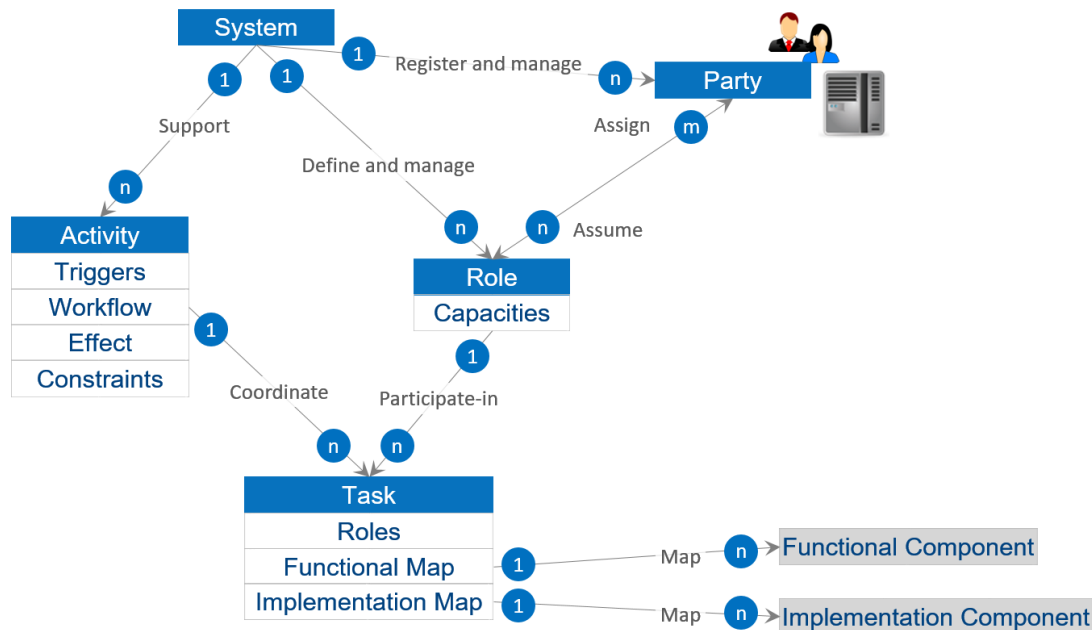 System
1
1
1
Register and manage
n
Party
Support
Assign
m
Define and manage
n
n
n
Assume
Activity
Triggers
Workflow
Effect
Constraints
Role
Capacities
1
1
Coordinate
Participate-in
n
n
Task
Roles
Functional Map
Implementation Map
1
Map
n
Functional Component
1
Map
n
Implementation Component